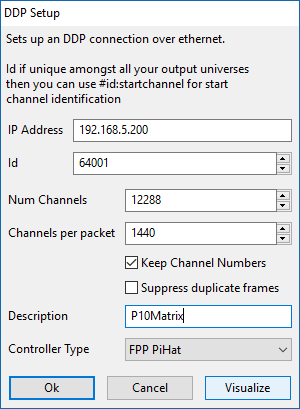 DDP Setup
Sets up an DDP connection over ethernet.
Id if unique amongst all your output universes
then you can use #id:startchannel for start
channel identification
IP Address 192.168.5.200
Id 64001
Num Channels 12288
Channels per packet 1440
Keep Channel Numbers
Suppress duplicate frames
Description P10Matrix
Controller Type FPP PiHat
Ok Cancel Visualize